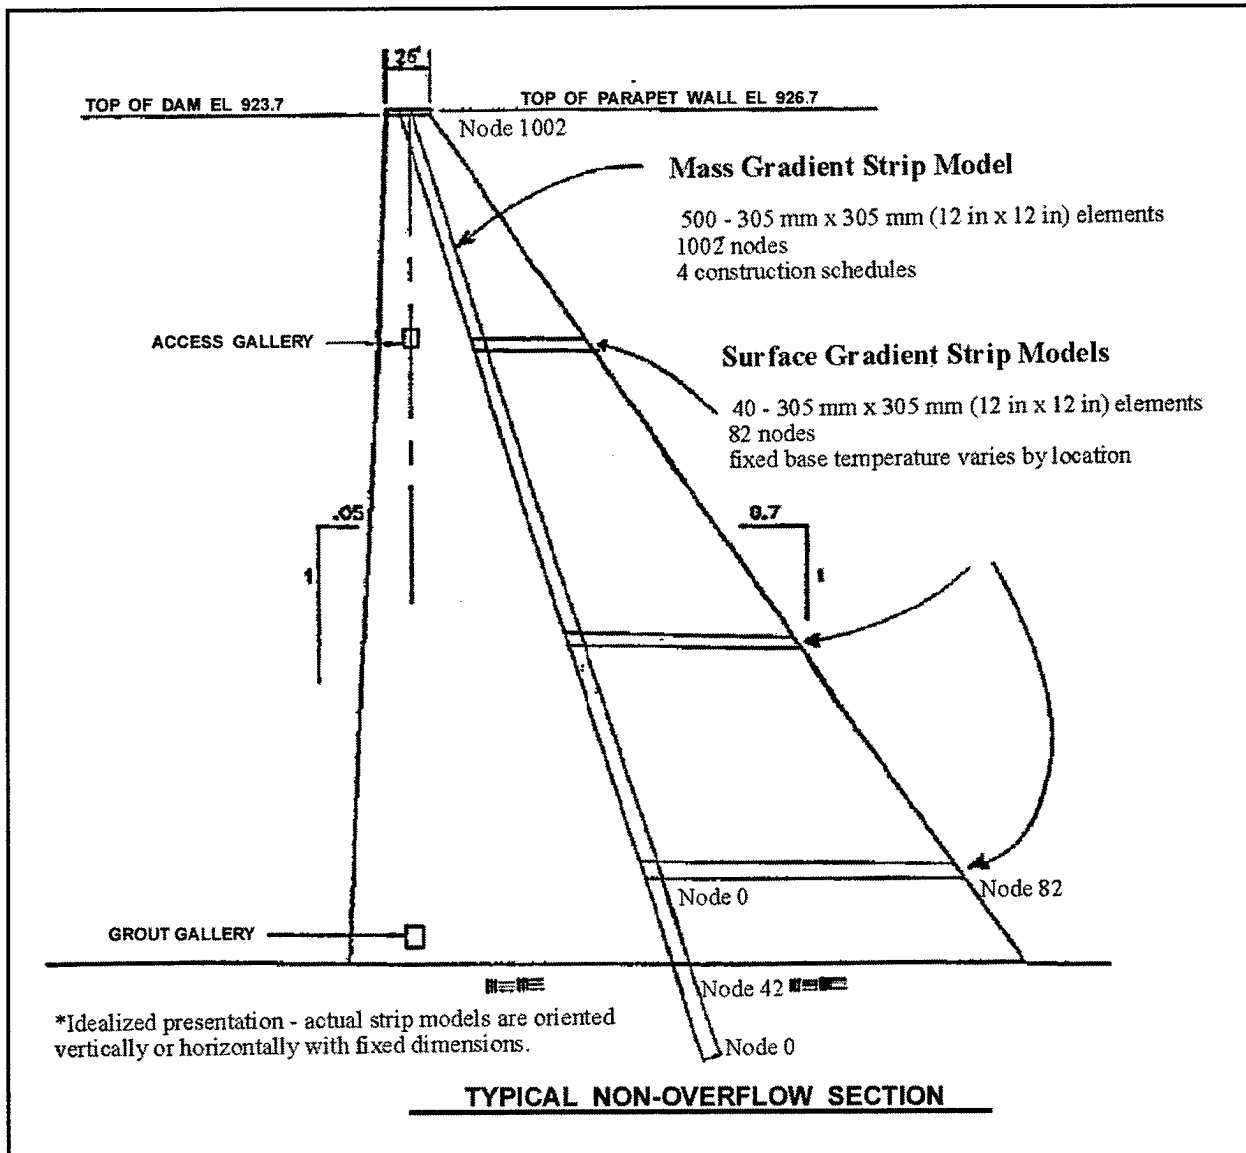 26'
TOP OF DAM EL 923.7
TOP OF PARAPET WALL EL 926.7
Node 1002
Mass Gradient Strip Model
500 - 305 mm x 305 mm (12 in x 12 in) elements
1002 nodes
4 construction schedules
ACCESS GALLERY
Surface Gradient Strip Models
40 - 305 mm x 305 mm (12 in x 12 in) elements
82 nodes
fixed base temperature varies by location
.05
1
0.7
1
Node 0
Node 82
GROUT GALLERY
Node 42
*Idealized presentation - actual strip models are oriented
vertically or horizontally with fixed dimensions.
Node 0
TYPICAL NON-OVERFLOW SECTION